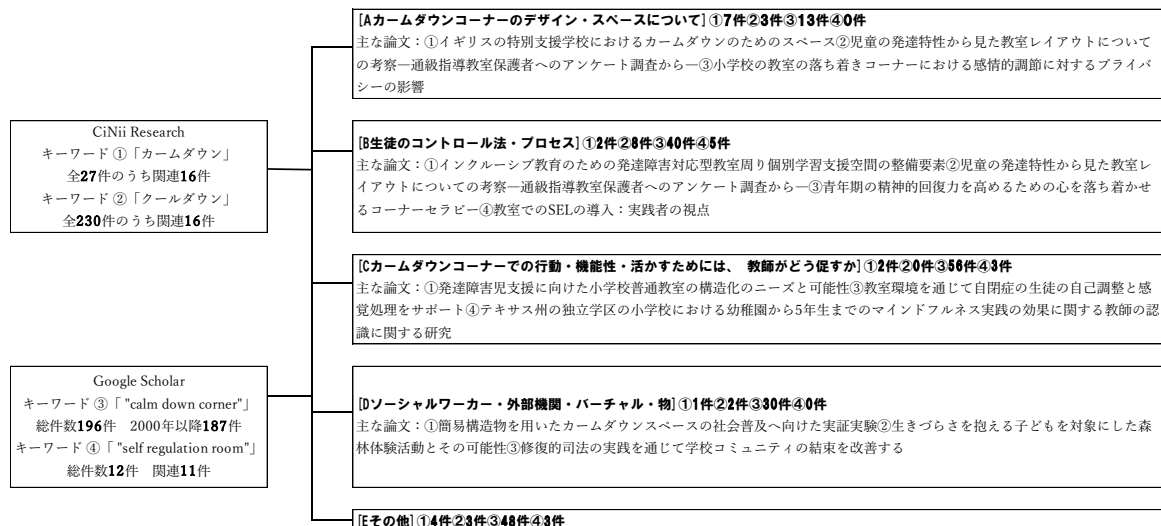 [Aカームダウンコーナーのデザイン・スペースについて]①7件②3件③13件④0件
主な論文：①イギリスの特別支援学校におけるカームダウンのためのスペース②児童の発達特性から見た教室レイアウトについて
の考察―通級指導教室保護者へのアンケート調査から―③小学校の教室の落ち着きコーナーにおける感情的調節に対するプライバ
シーの影響
CiNii Research
キーワード ①「カームダウン」
全27件のうち関連16件
キーワード ②「クールダウン」
全230件のうち関連16件
[B生徒のコントロール法・プロセス]①2件②8件③40件④5件
主な論文：①インクルーシブ教育のための発達障害対応型教室周り個別学習支援空間の整備要素②児童の発達特性から見た教室レ
イアウトについての考察―通級指導教室保護者へのアンケート調査から―③青年期の精神的回復力を高めるための心を落ち着かせ
るコーナーセラピー④教室でのSELの導入：実践者の視点
[Cカームダウンコーナーでの行動・機能性・活かすためには、 教師がどう促すか]①2件②0件③56件④3件
主な論文：①発達障害児支援に向けた小学校普通教室の構造化のニーズと可能性③教室環境を通じて自閉症の生徒の自己調整と感
覚処理をサポート④テキサス州の独立学区の小学校における幼稚園から5年生までのマインドフルネス実践の効果に関する教師の認
識に関する研究
Google Scholar
キーワード ③「 "calm down corner"」
総件数196件 2000年以降187件
キーワード ④「 "self regulation room"」
総件数12件 関連11件
[Dソーシャルワーカー・外部機関・バーチャル・物]①1件②2件③30件④0件
主な論文：①簡易構造物を用いたカームダウンスペースの社会普及へ向けた実証実験②生きづらさを抱える子どもを対象にした森
林体験活動とその可能性③修復的司法の実践を通じて学校コミュニティの結束を改善する
[Eその他]①4件②3件③48件④3件